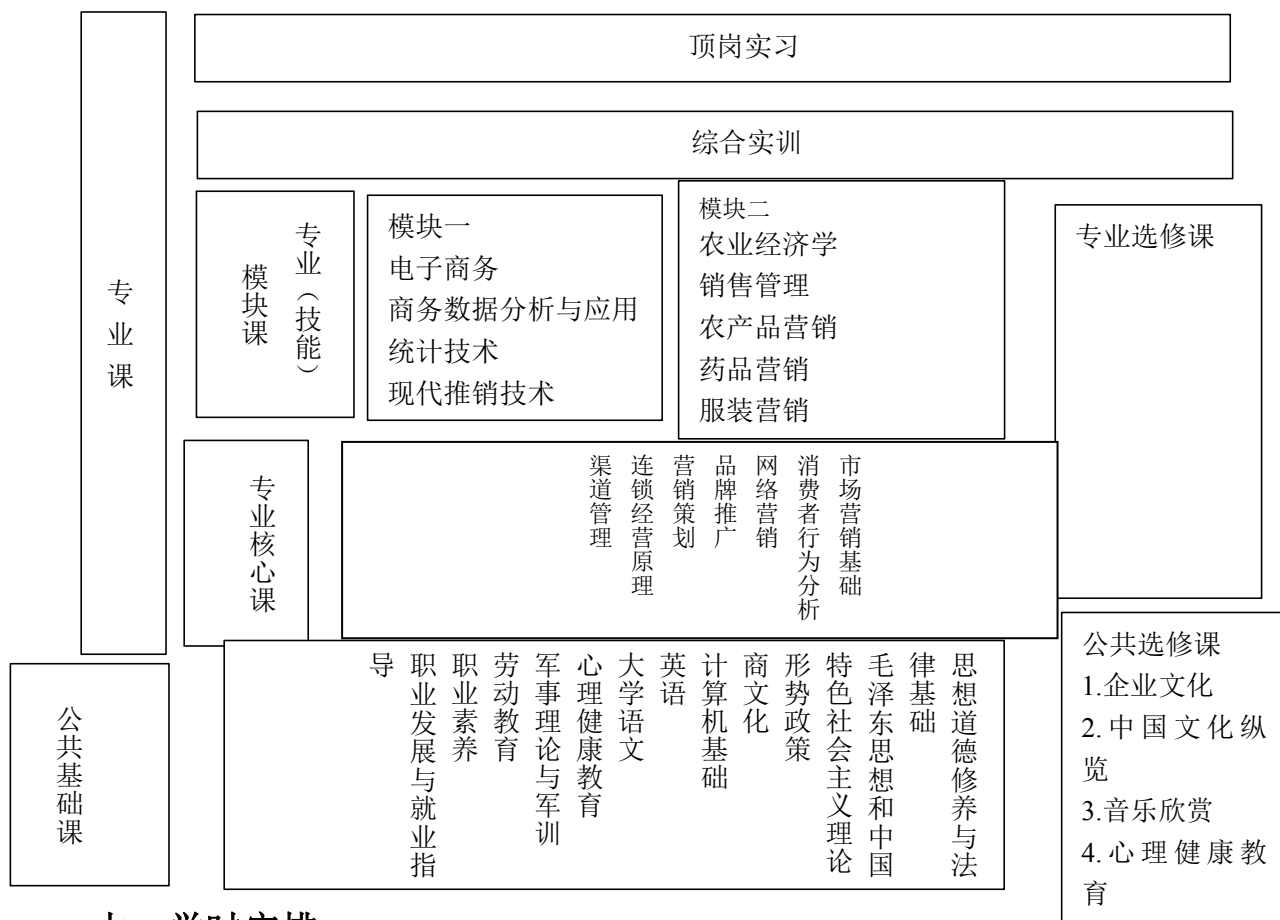 顶岗实习
综合实训
专业课
专业（技能）
模块课
模块一
电子商务
商务数据分析与应用
统计技术
现代推销技术
模块二
农业经济学
销售管理
农产品营销
药品营销
服装营销
专业选修课
专业核心课
市场营销基础
消费者行为分析
网络营销
品牌推广
营销策划
连锁经营原理
渠道管理
公共基础课
思想道德修养与法
律基础
毛泽东思想和中国
特色社会主义理论
形势政策
商文化
计算机基础
英语
大学语文
心理健康教育
军事理论与军训
劳动教育
职业素养
职业发展与就业指
导
公共选修课
1.企业文化
2.中国文化纵
览
3.音乐欣赏
4.心理健康教
育